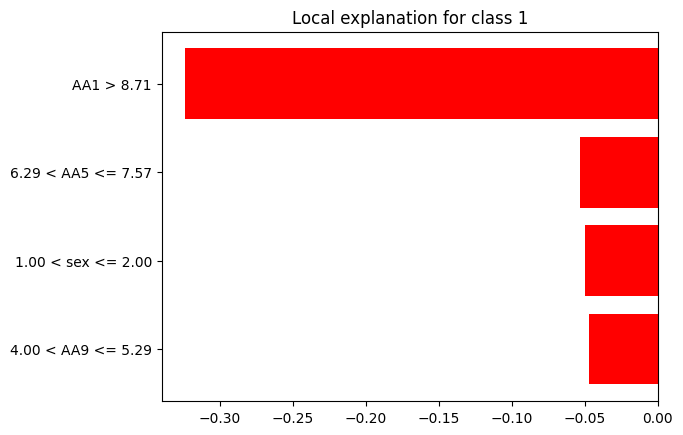 Local explanation for class 1
AA1 > 8.71
6.29 < AA5 <= 7.57
1.00 < sex <= 2.00
4.00 < AA9 <= 5.29
−0.30 −0.25 −0.20 −0.15 −0.10 −0.05 0.00